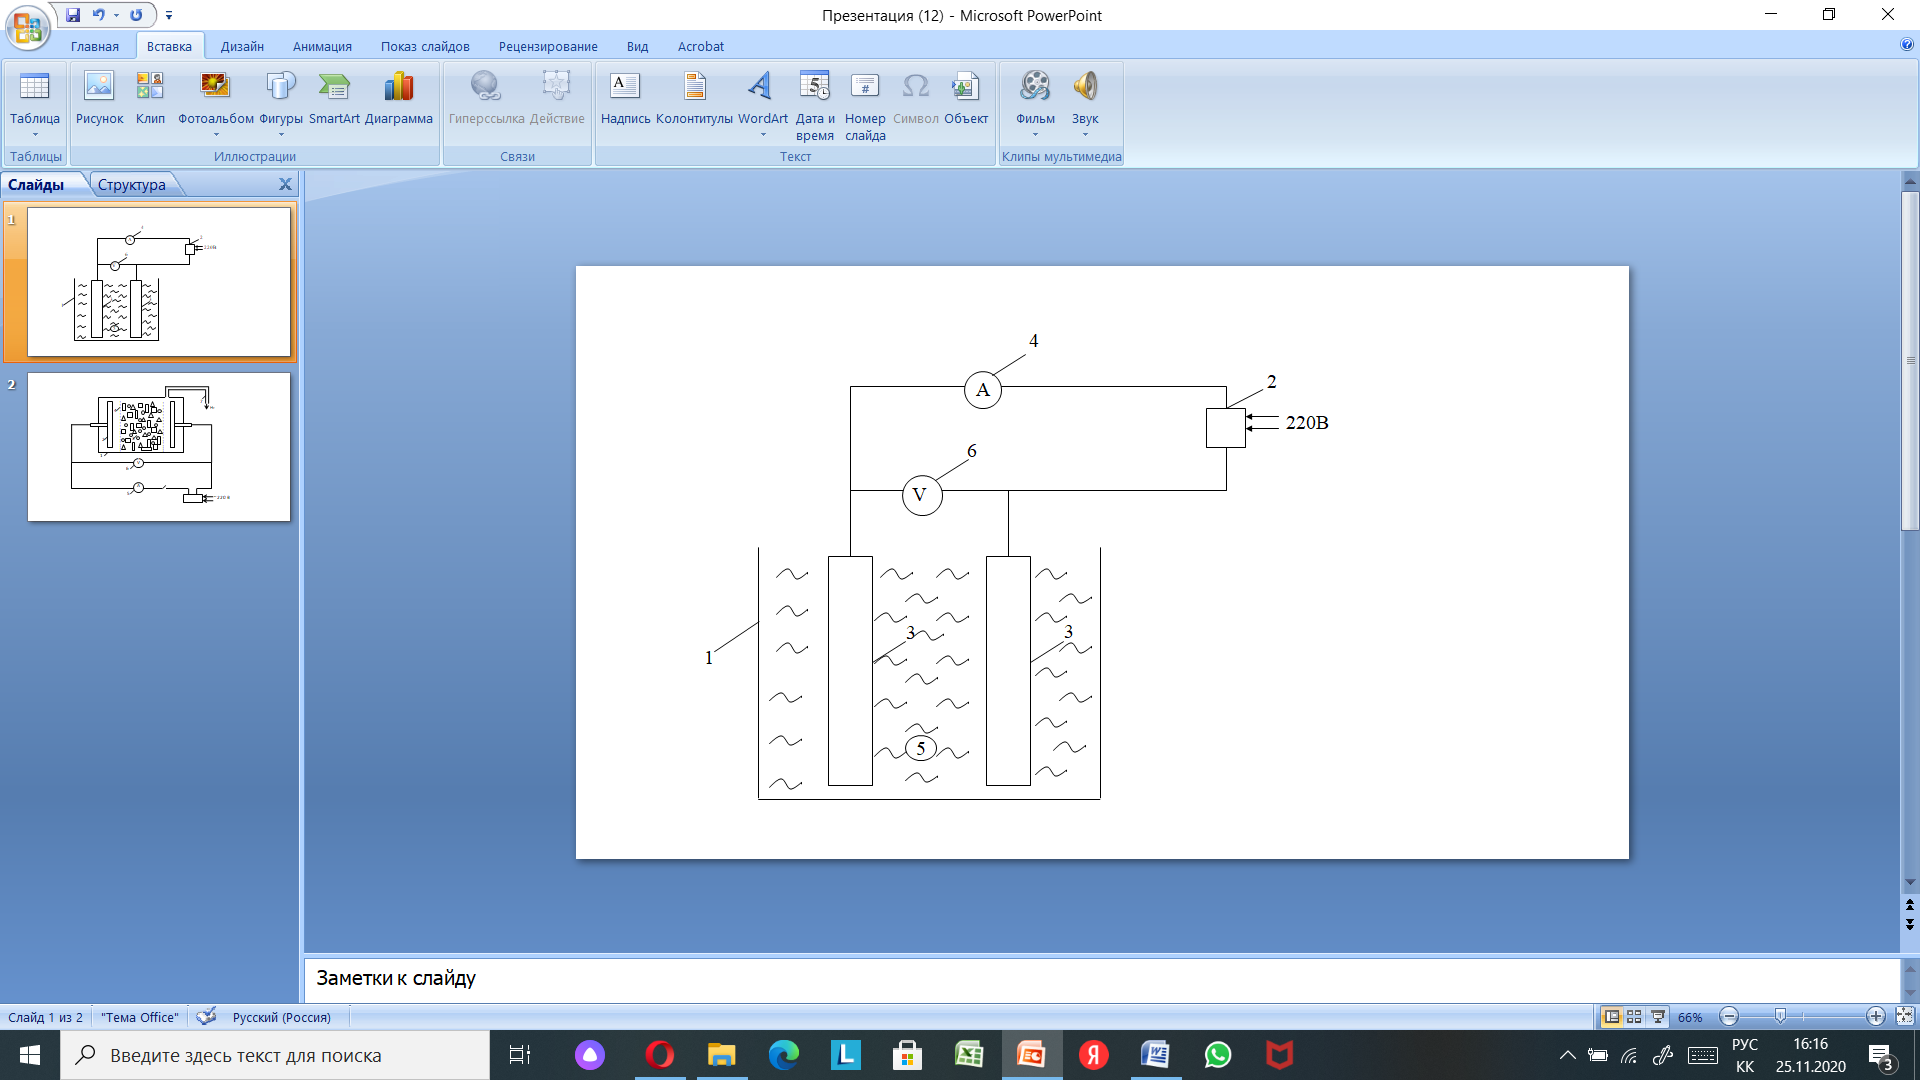 Презентация (12) - Microsoft PowerPoint
Главная Вставка Дизайн Анимация Показ слайдов Рецензирование Вид Acrobat
Таблица Рисунок Клип Фотоальбом Фигуры SmartArt Диаграмма Гиперссылка Действие Надпись Колонтитулы WordArt Дата и время Номер слайда Символ Объект Фильм Звук
Таблицы Иллюстрации Связи Текст Клипы мультимедиа
Слайды Структура
1
2
4
A
2
220В
6
V
3
3
1
5
Заметки к слайду
Слайд 1 из 2 "Тема Office" Русский (Россия) 66%
Введите здесь текст для поиска
РУС
КК
16:16
25.11.2020
3